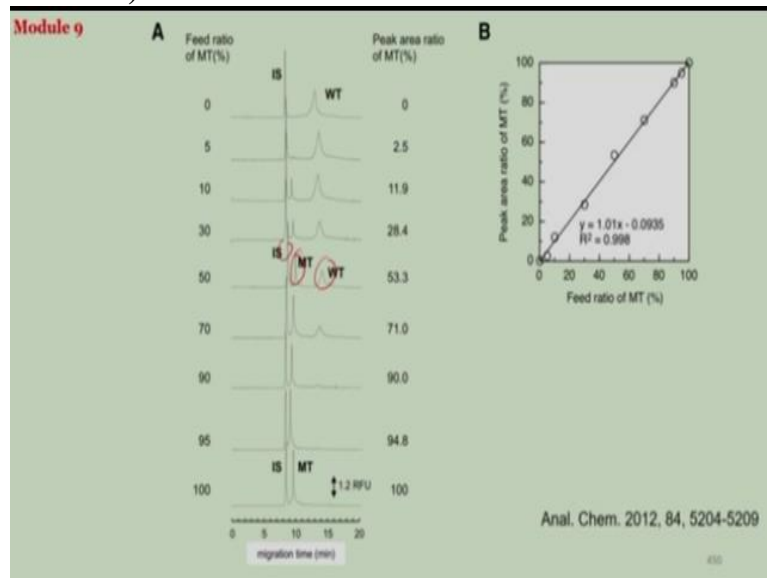 Module 9
A
Feed ratio
of MT(%)
Peak area ratio
of MT(%)
IS
WT
0
0
5
2.5
10
11.9
30
28.4
IS
MT
WT
50
53.3
70
71.0
90
90.0
95
94.8
IS MT
100
1.2 RFU
100
0 5 10 15 20
migration time (min)
B
Peak area ratio of MT (%)
100
80
60
40
20
0
y = 1.01x - 0.0935
R² = 0.998
0 20 40 60 80 100
Feed ratio of MT (%)
Anal. Chem. 2012, 84, 5204-5209
450